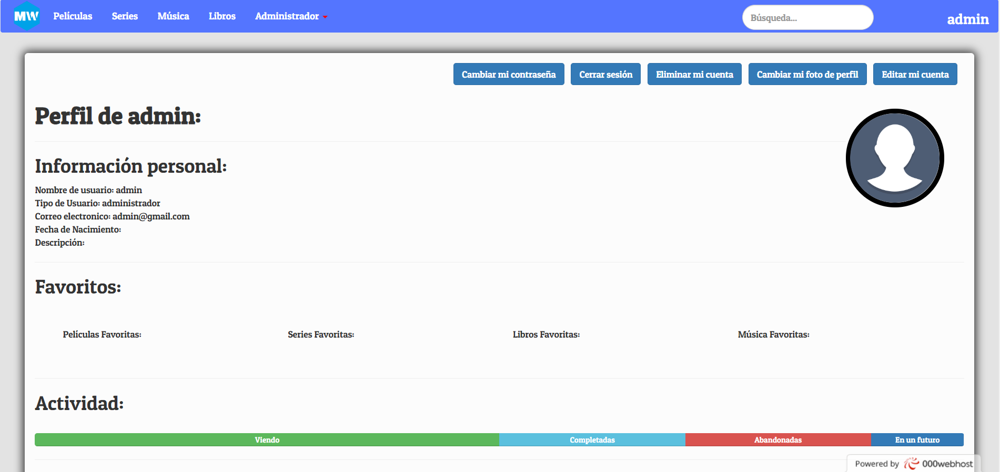 MW Películas Series Música Libros Administrador Búsqueda... admin
Cambiar mi contraseña Cerrar sesión Eliminar mi cuenta Cambiar mi foto de perfil Editar mi cuenta
Perfil de admin:
Información personal:
Nombre de usuario: admin
Tipo de Usuario: administrador
Correo electronico: admin@gmail.com
Fecha de Nacimiento:
Descripción:
Favoritos:
Películas Favoritas: Series Favoritas: Libros Favoritas: Música Favoritas:
Actividad:
Viendo Completadas Abandonadas En un futuro
Powered by 000webhost